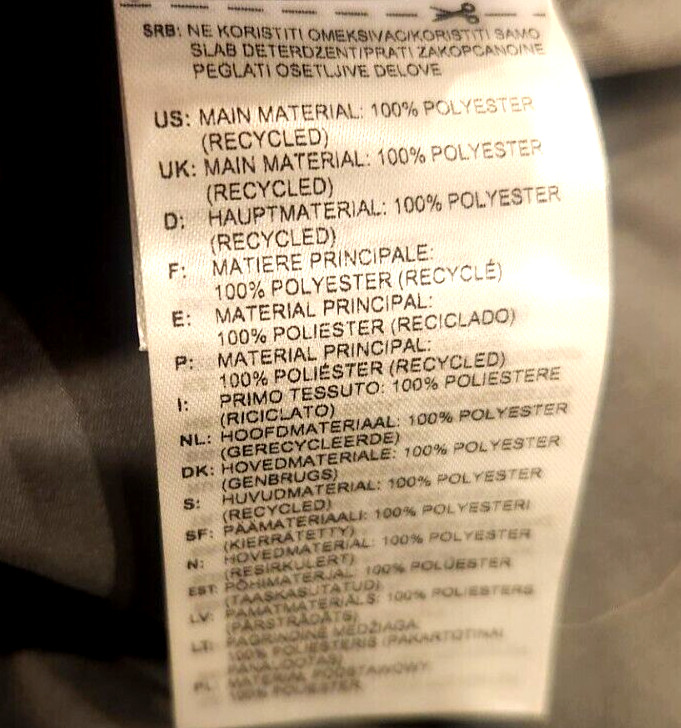 SRB: NE KORISTITI OMEKSIVAC/KORISTITI SAMO
SLAB DETERDZENT/PRATI ZAKOPCANO/NE
PEGLATI OSETLJIVE DELOVE
US: MAIN MATERIAL: 100% POLYESTER
(RECYCLED)
UK: MAIN MATERIAL: 100% POLYESTER
(RECYCLED)
D: HAUPTMATERIAL: 100% POLYESTER
(RECYCLED)
F: MATIERE PRINCIPALE:
100% POLYESTER (RECYCLÉ)
E: MATERIAL PRINCIPAL:
100% POLIESTER (RECICLADO)
P: MATERIAL PRINCIPAL:
100% POLIÉSTER (RECYCLED)
I: PRIMO TESSUTO: 100% POLIESTERE
(RICICLATO)
NL: HOOFDMATERIAAL: 100% POLYESTER
(GERECYCLEERDE)
DK: HOVEDMATERIALE: 100% POLYESTER
(GENBRUGS)
S: HUVUDMATERIAL: 100% POLYESTER
(RECYCLED)
SF: PÄÄMATERIAALI: 100% POLYESTERI
(KIERRÄTETTY)
N: HOVEDMATERIAL: 100% POLYESTER
(RESIRKULERT)
EST: PÕHIMATERJAL: 100% POLÜESTER
(TAASKASUTATUD)
LV: PAMATMATERIĀLS: 100% POLIESTERS
(PĀRSTRĀDĀTS)
LT: PAGRINDINĖ MEDŽIAGA:
100% POLIESTERIS (PAKARTOTINAI
PL: MATERIAŁ PODSTAWOWY:
100% POLIESTER